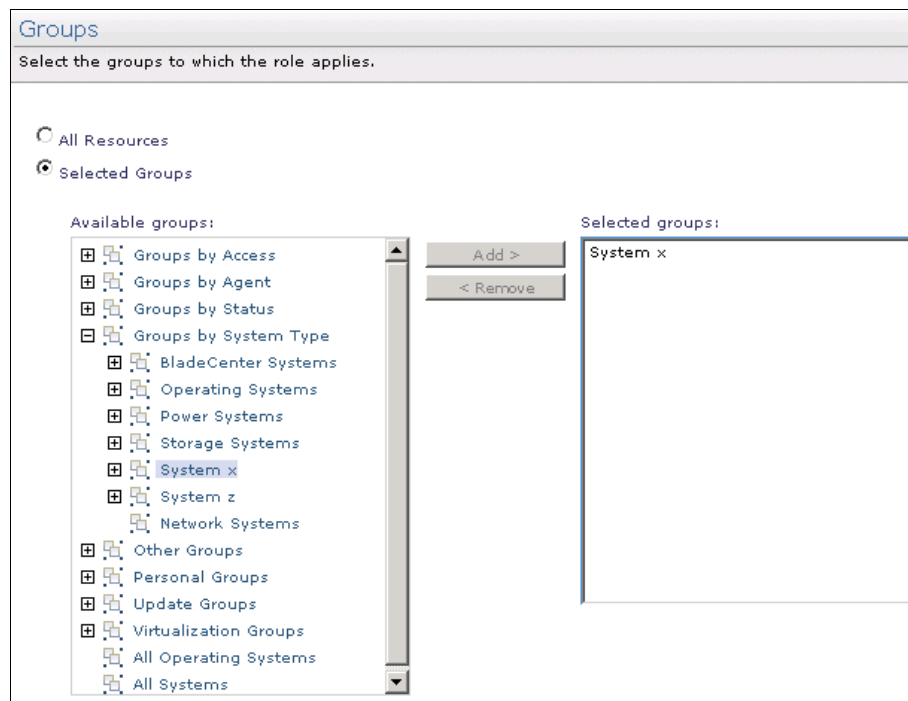 Groups
Select the groups to which the role applies.
All Resources
Selected Groups
Available groups:
Groups by Access
Groups by Agent
Groups by Status
Groups by System Type
BladeCenter Systems
Operating Systems
Power Systems
Storage Systems
System x
System z
Network Systems
Other Groups
Personal Groups
Update Groups
Virtualization Groups
All Operating Systems
All Systems
Add >
< Remove
Selected groups:
System x